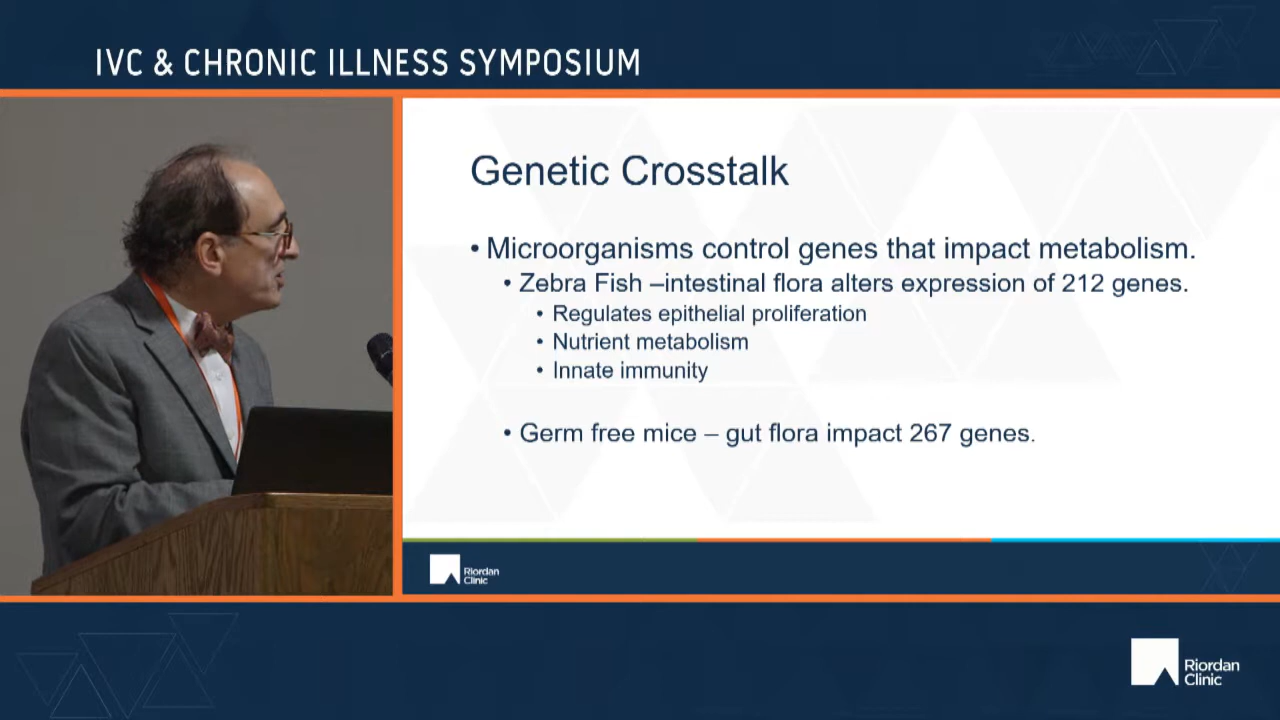 IVC & CHRONIC ILLNESS SYMPOSIUM
Genetic Crosstalk
• Microorganisms control genes that impact metabolism.
• Zebra Fish –intestinal flora alters expression of 212 genes.
• Regulates epithelial proliferation
• Nutrient metabolism
• Innate immunity
• Germ free mice – gut flora impact 267 genes.
Riordan
Clinic
Riordan
Clinic